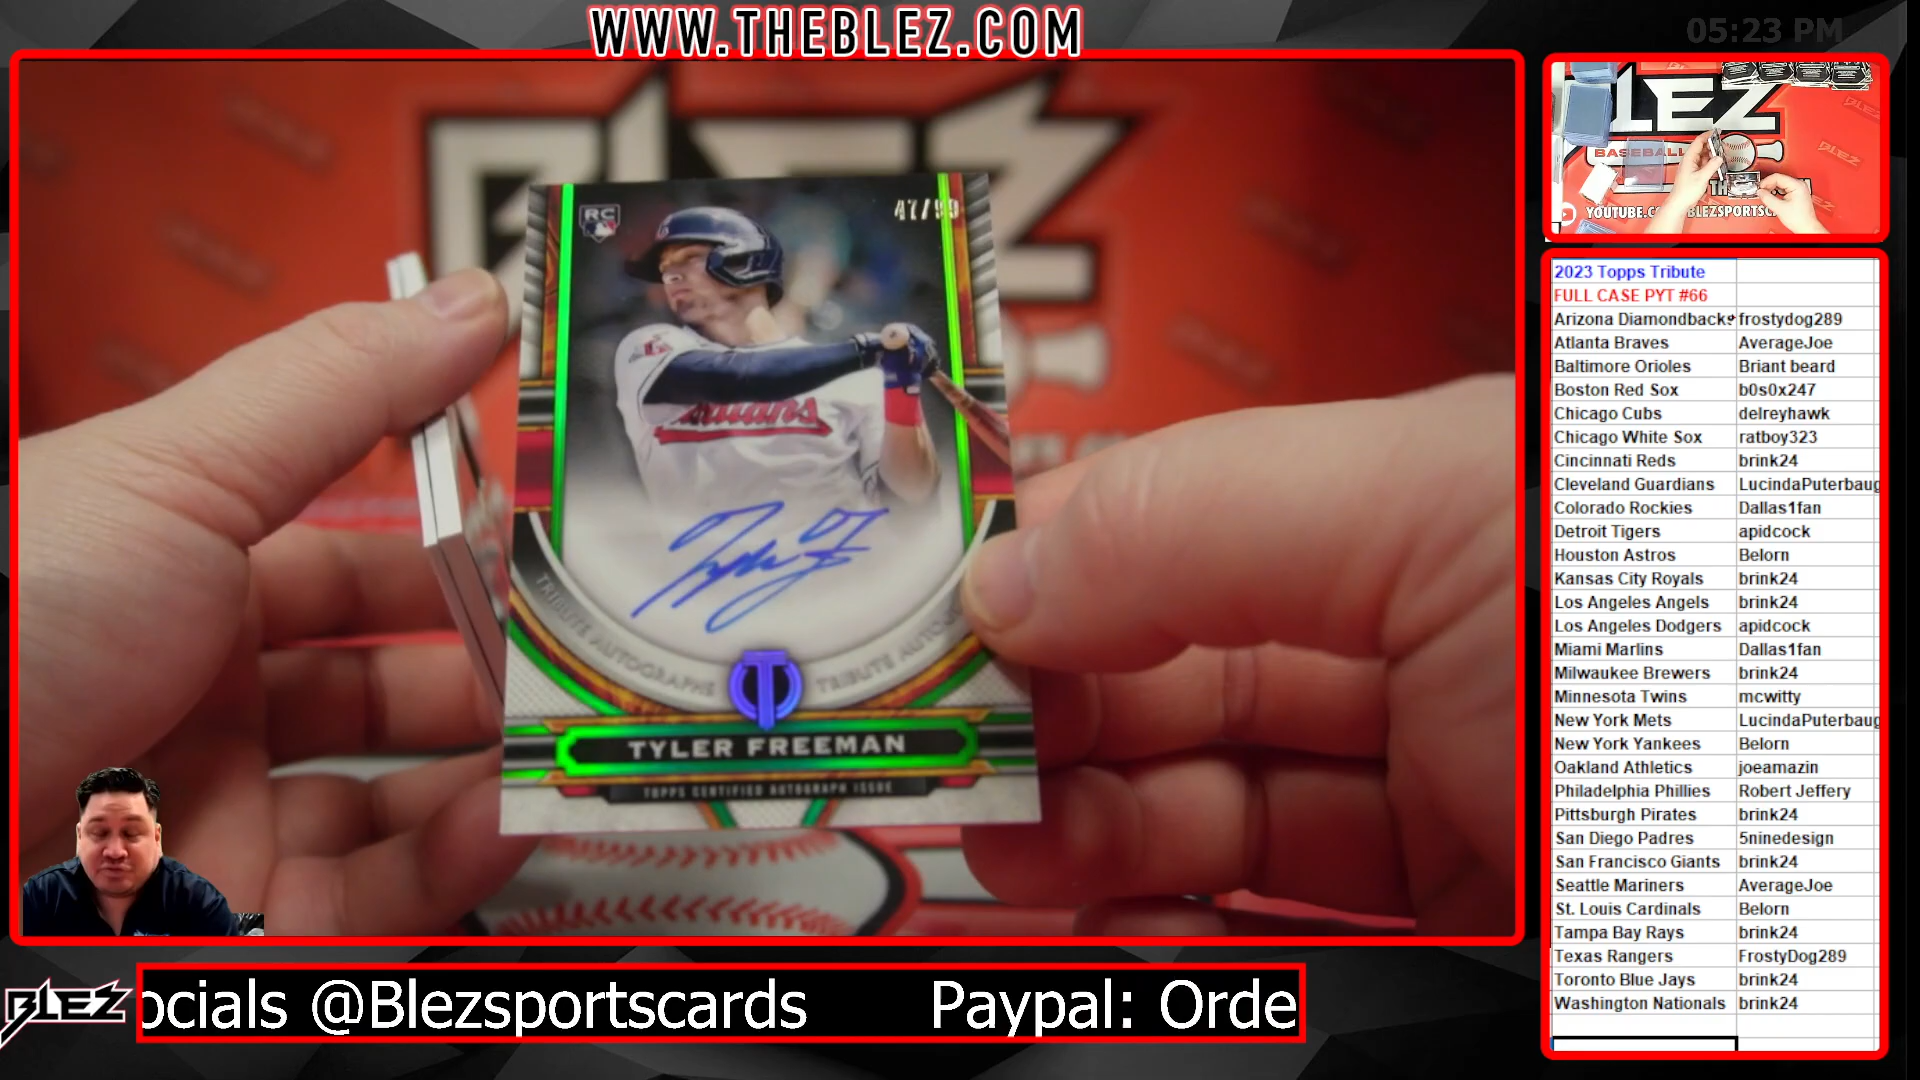 WWW.THEBLEZ.COM
05:23 PM
BLEZ
RC
47/99
TRIBUTE AUTOGRAPHS
TRIBUTE
T
TYLER FREEMAN
TOPPS CERTIFIED AUTOGRAPH ISSUE
LEZ
BASEBALL
BLEZ
TH
YOUTUBE.C
BLEZSPORTSC
2023 Topps Tribute
FULL CASE PYT #66
Arizona Diamondbacks frostydog289
Atlanta Braves AverageJoe
Baltimore Orioles Briant beard
Boston Red Sox b0s0x247
Chicago Cubs delreyhawk
Chicago White Sox ratboy323
Cincinnati Reds brink24
Cleveland Guardians LucindaPuterbaug
Colorado Rockies Dallas1fan
Detroit Tigers apidcock
Houston Astros Belorn
Kansas City Royals brink24
Los Angeles Angels brink24
Los Angeles Dodgers apidcock
Miami Marlins Dallas1fan
Milwaukee Brewers brink24
Minnesota Twins mcwitty
New York Mets LucindaPuterbaug
New York Yankees Belorn
Oakland Athletics joeamazin
Philadelphia Phillies Robert Jeffery
Pittsburgh Pirates brink24
San Diego Padres 5ninedesign
San Francisco Giants brink24
Seattle Mariners AverageJoe
St. Louis Cardinals Belorn
Tampa Bay Rays brink24
Texas Rangers FrostyDog289
Toronto Blue Jays brink24
Washington Nationals brink24
BLEZ
ocials @Blezsportscards Paypal: Orde